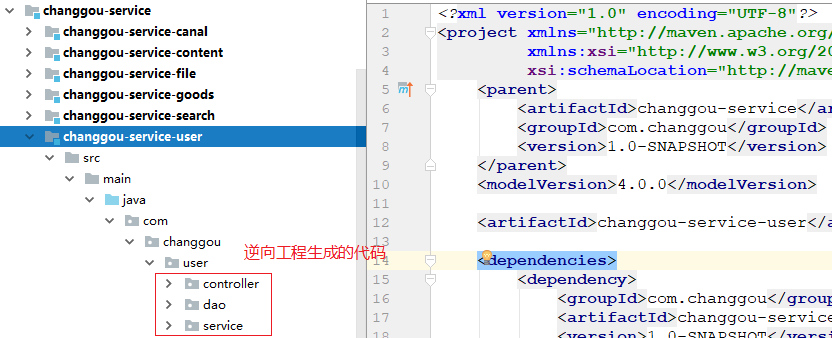 changgou-service
changgou-service-canal
changgou-service-content
changgou-service-file
changgou-service-goods
changgou-service-search
changgou-service-user
src
main
java
com
changgou
逆向工程生成的代码
user
controller
dao
service
1 <?xml version="1.0" encoding="UTF-8"?>
2 <project xmlns="http://maven.apache.org/
3 xmlns:xsi="http://www.w3.org/20
4 xsi:schemaLocation="http://mave
5 <parent>
6 <artifactId>changgou-service</a
7 <groupId>com.changgou</groupId>
8 <version>1.0-SNAPSHOT</version>
9 </parent>
10 <modelVersion>4.0.0</modelVersion>
11
12 <artifactId>changgou-service-user</a
13
14 <dependencies>
15 <dependency>
16 <groupId>com.changgou</grou
17 <artifactId>changgou-servic
18 <version>1.0-SNAPSHOT</vers